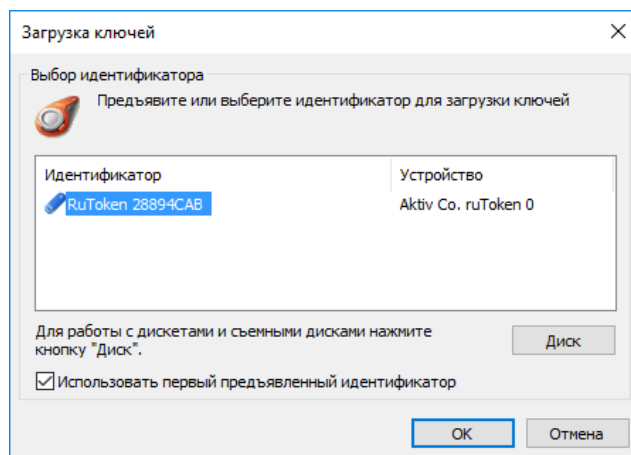 Загрузка ключей
Выбор идентификатора
Предъявите или выберите идентификатор для загрузки ключей
Идентификатор
Устройство
RuToken 28894CAB
Aktiv Co. ruToken 0
Для работы с дискетами и съемными дисками нажмите
кнопку "Диск".
Диск
Использовать первый предъявленный идентификатор
OK
Отмена